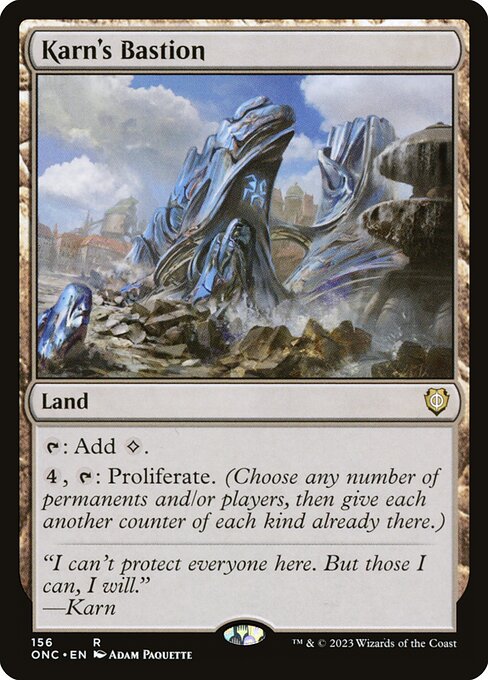 Karn's Bastion
Land
: Add .
4, : Proliferate. (Choose any number of
permanents and/or players, then give each
another counter of each kind already there.)
“I can't protect everyone here. But those I
can, I will.”
—Karn
156 R
ONC • EN Adam Paquette
™ & © 2023 Wizards of the Coast